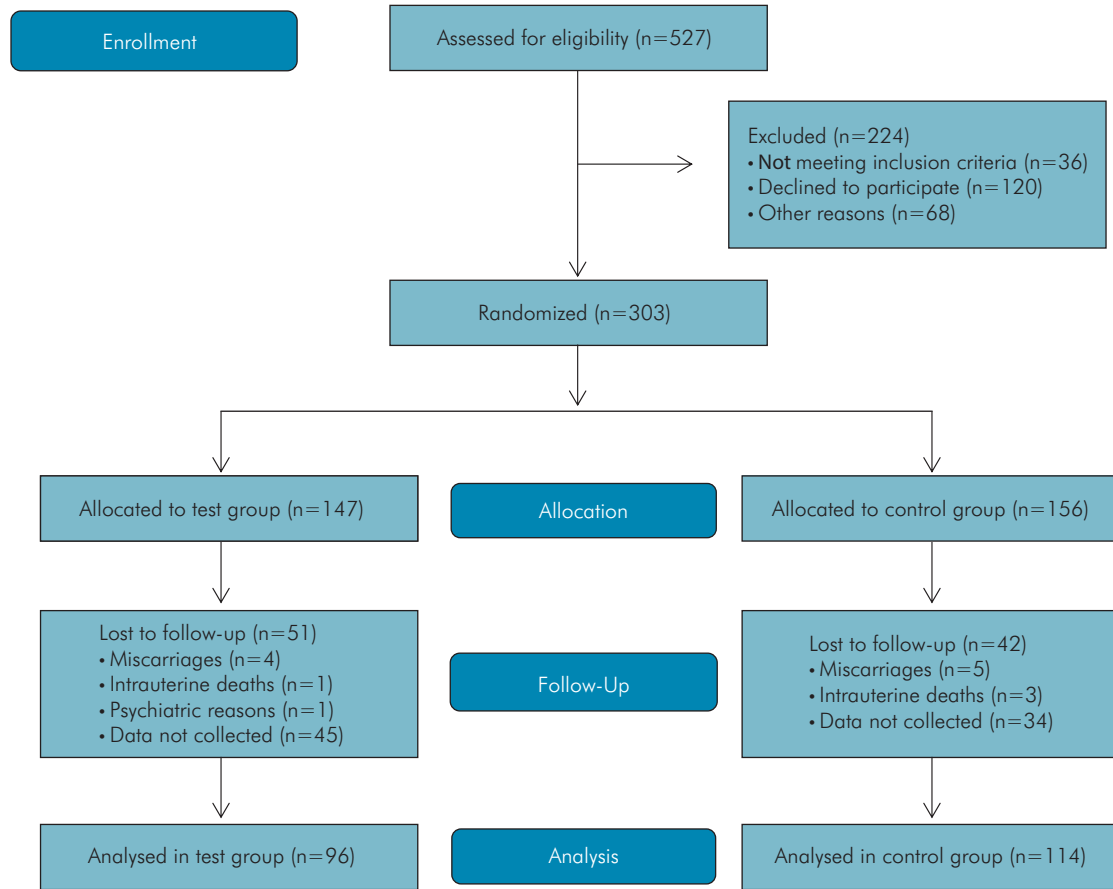 Enrollment
Assessed for eligibility (n=527)
Excluded (n=224)
• Not meeting inclusion criteria (n=36)
• Declined to participate (n=120)
• Other reasons (n=68)
Randomized (n=303)
Allocated to test group (n=147)
Allocation
Allocated to control group (n=156)
Lost to follow-up (n=51)
• Miscarriages (n=4)
• Intrauterine deaths (n=1)
• Psychiatric reasons (n=1)
• Data not collected (n=45)
Follow-Up
Lost to follow-up (n=42)
• Miscarriages (n=5)
• Intrauterine deaths (n=3)
• Data not collected (n=34)
Analysed in test group (n=96)
Analysis
Analysed in control group (n=114)